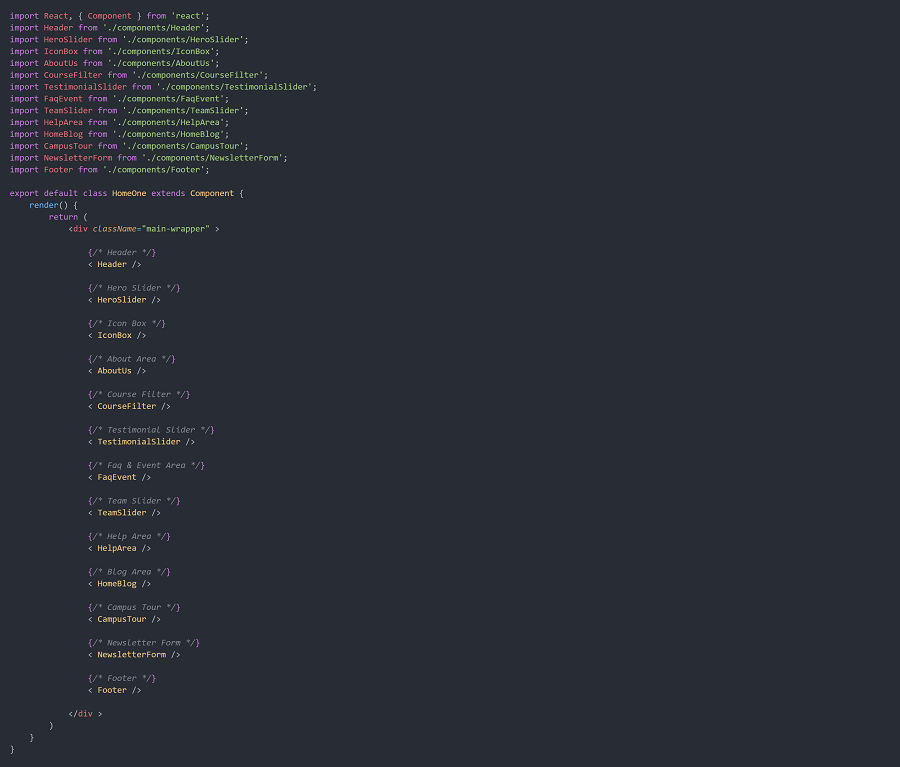 import React, { Component } from 'react';
import Header from './components/Header';
import HeroSlider from './components/HeroSlider';
import IconBox from './components/IconBox';
import AboutUs from './components/AboutUs';
import CourseFilter from './components/CourseFilter';
import TestimonialSlider from './components/TestimonialSlider';
import FaqEvent from './components/FaqEvent';
import TeamSlider from './components/TeamSlider';
import HelpArea from './components/HelpArea';
import HomeBlog from './components/HomeBlog';
import CampusTour from './components/CampusTour';
import NewsletterForm from './components/NewsletterForm';
import Footer from './components/Footer';

export default class HomeOne extends Component {
    render() {
        return (
            <div className="main-wrapper" >

                {/* Header */}
                < Header />

                {/* Hero Slider */}
                < HeroSlider />

                {/* Icon Box */}
                < IconBox />

                {/* About Area */}
                < AboutUs />

                {/* Course Filter */}
                < CourseFilter />

                {/* Testimonial Slider */}
                < TestimonialSlider />

                {/* Faq & Event Area */}
                < FaqEvent />

                {/* Team Slider */}
                < TeamSlider />

                {/* Help Area */}
                < HelpArea />

                {/* Blog Area */}
                < HomeBlog />

                {/* Campus Tour */}
                < CampusTour />

                {/* Newsletter Form */}
                < NewsletterForm />

                {/* Footer */}
                < Footer />

            </div >
        )
    }
}